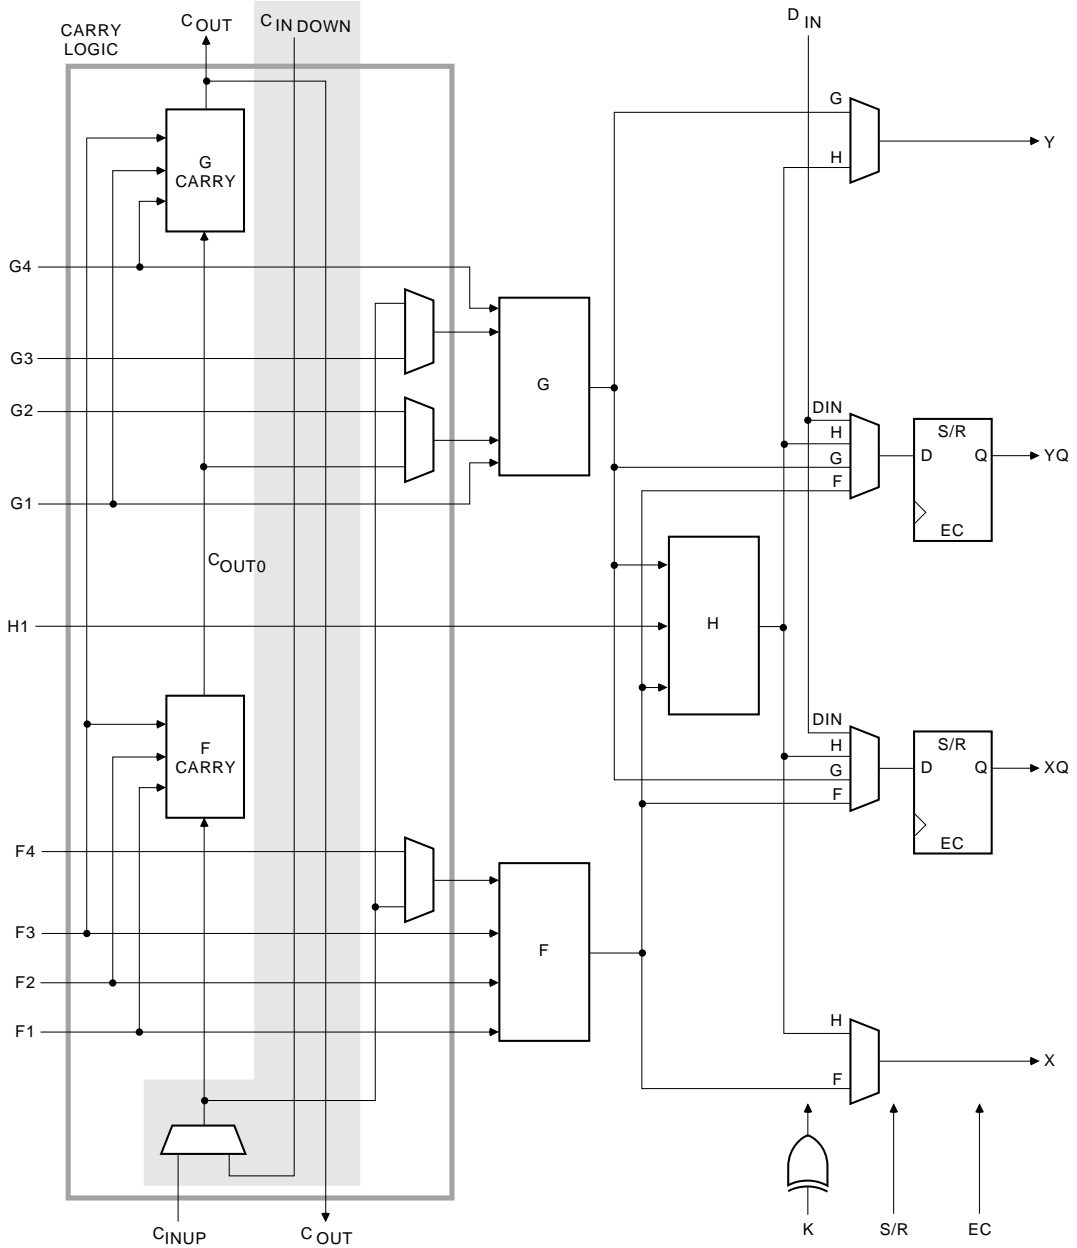 CARRY
LOGIC
C OUT
C IN DOWN
D IN
G
CARRY
G
H
Y
G4
G3
G2
G1
G
DIN
H
G
F
S/R
D
Q
EC
YQ
C OUT0
H1
H
F
CARRY
DIN
H
G
F
S/R
D
Q
EC
XQ
F4
F3
F2
F1
F
H
F
X
C INUP
C OUT
K
S/R
EC